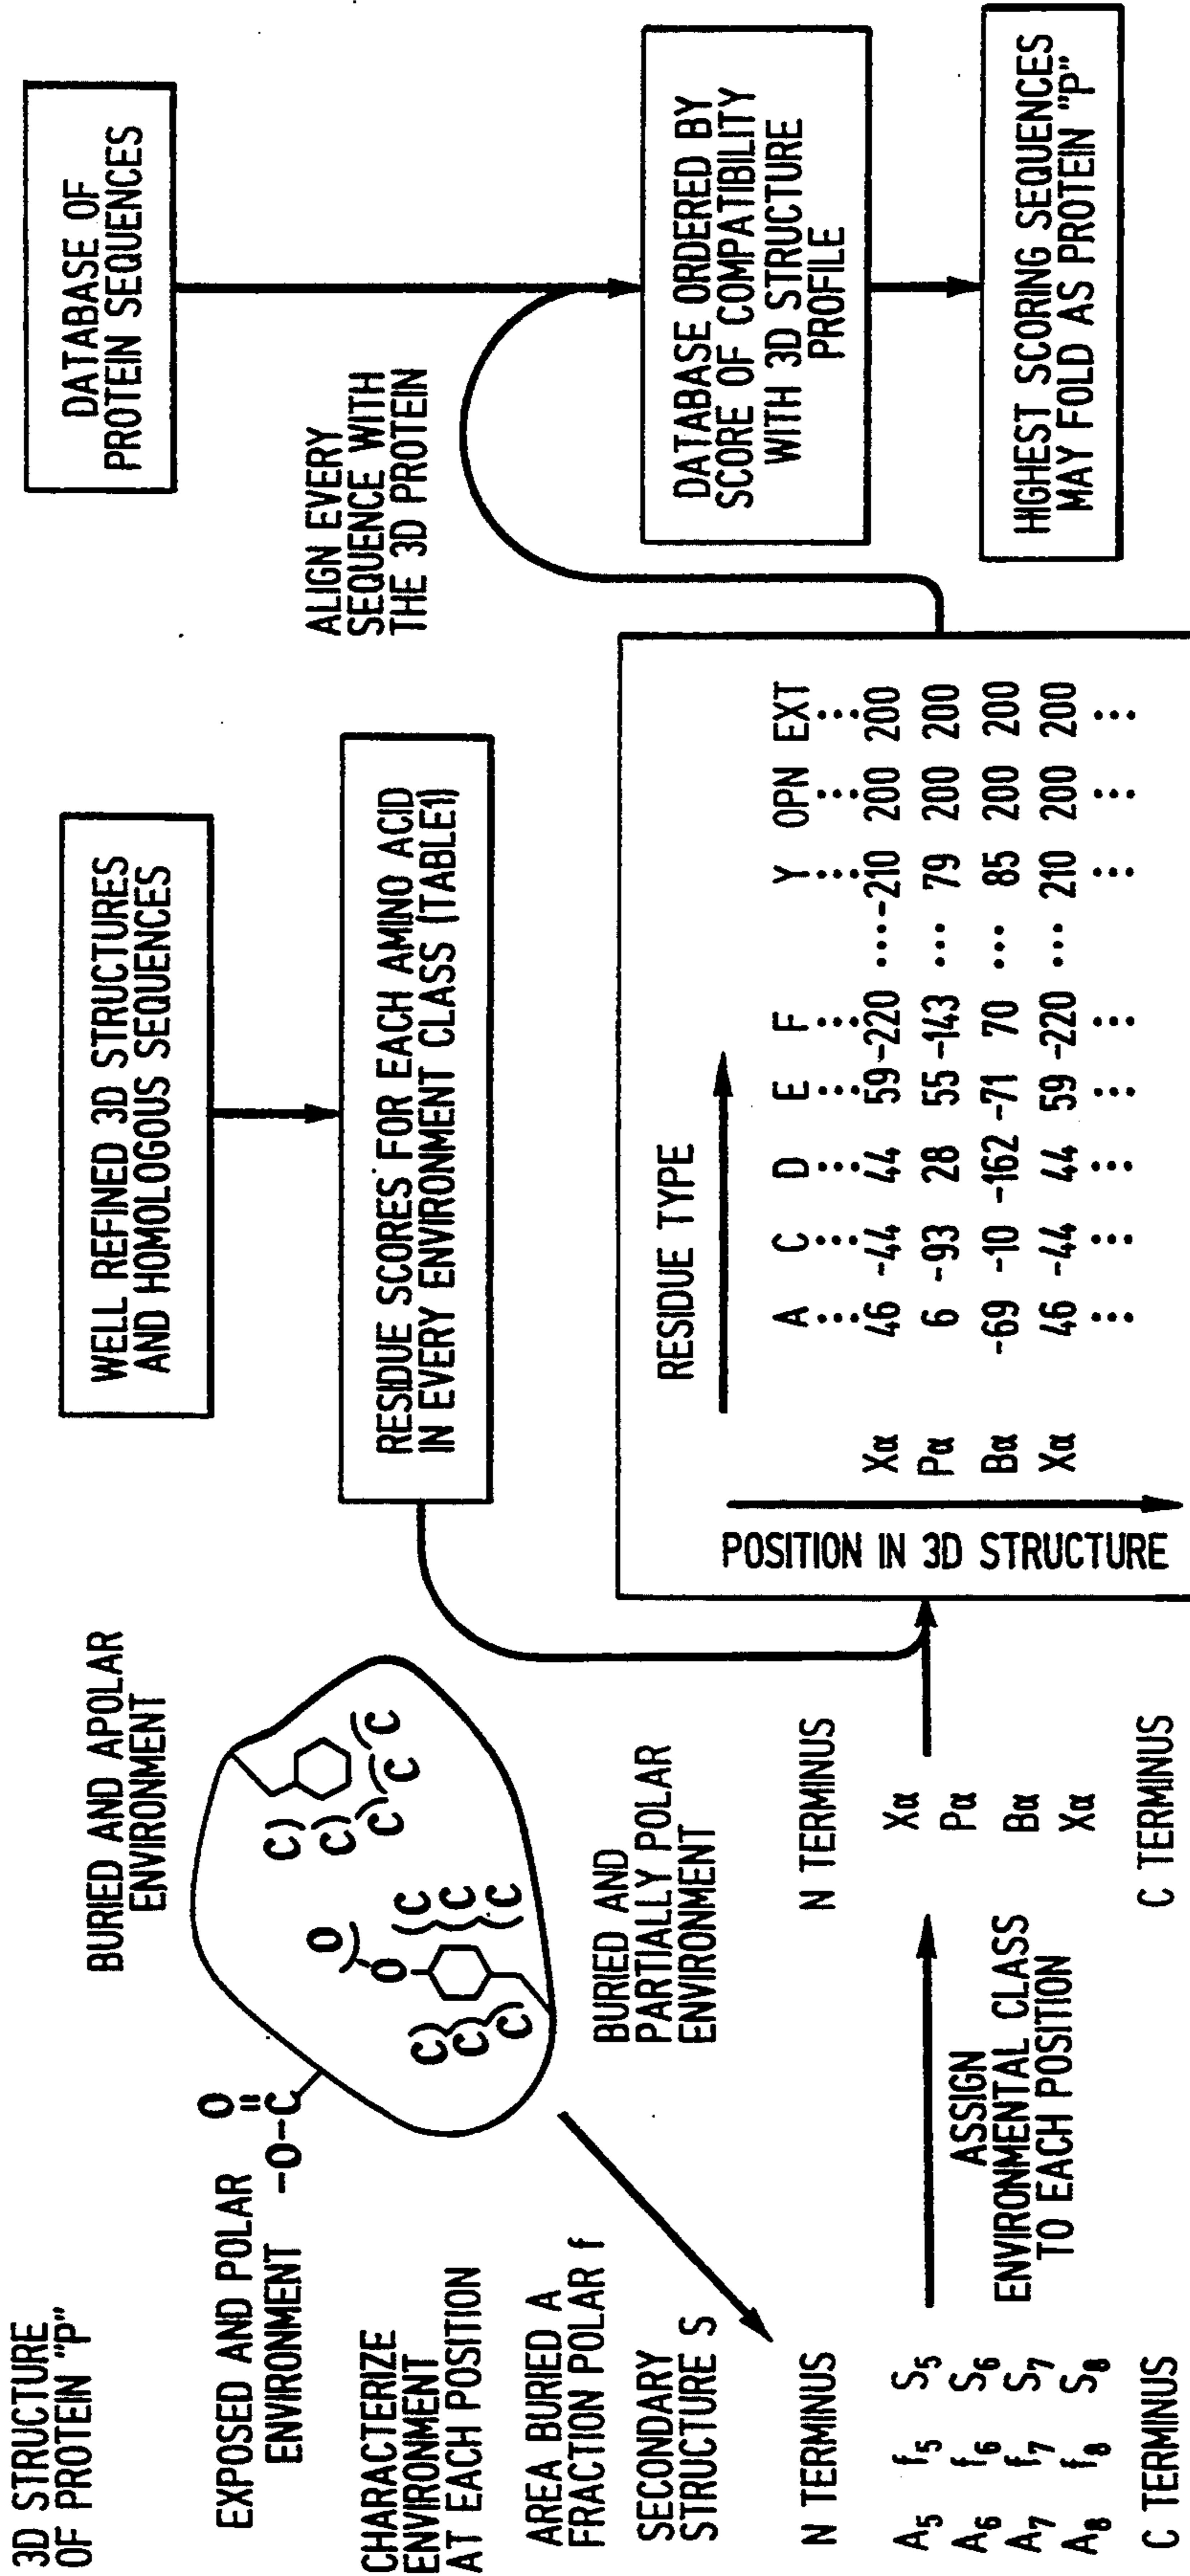 3D STRUCTURE
OF PROTEIN "P"
EXPOSED AND POLAR
ENVIRONMENT
O
=
-O-C
BURIED AND APOLAR
ENVIRONMENT
C)
C)
C
C
C
O
O
C)
C
C
(C
C
C
BURIED AND
PARTIALLY POLAR
ENVIRONMENT
CHARACTERIZE
ENVIRONMENT
AT EACH POSITION
AREA BURIED A
FRACTION POLAR f
SECONDARY
STRUCTURE S
N TERMINUS
A5 f5 S5
A6 f6 S6
A7 f7 S7
A8 f8 S8
C TERMINUS
ASSIGN
ENVIRONMENTAL CLASS
TO EACH POSITION
N TERMINUS
Xα
Pα
Bα
Xα
C TERMINUS
WELL REFINED 3D STRUCTURES
AND HOMOLOGOUS SEQUENCES
RESIDUE SCORES FOR EACH AMINO ACID
IN EVERY ENVIRONMENT CLASS (TABLE1)
RESIDUE TYPE
POSITION IN 3D STRUCTURE
A C D E F Y OPN EXT
⋮ ⋮ ⋮ ⋮ ⋮ ⋮ ⋮ ⋮
Xα 46 -44 44 59 -220 ... -210 200 200
Pα 6 -93 28 55 -143 ... 79 200 200
Bα -69 -10 -162 -71 70 ... 85 200 200
Xα 46 -44 44 59 -220 ... 210 200 200
⋮ ⋮ ⋮ ⋮ ⋮ ⋮ ⋮ ⋮
DATABASE OF
PROTEIN SEQUENCES
ALIGN EVERY
SEQUENCE WITH
THE 3D PROTEIN
DATABASE ORDERED BY
SCORE OF COMPATIBILITY
WITH 3D STRUCTURE
PROFILE
HIGHEST SCORING SEQUENCES
MAY FOLD AS PROTEIN "P"